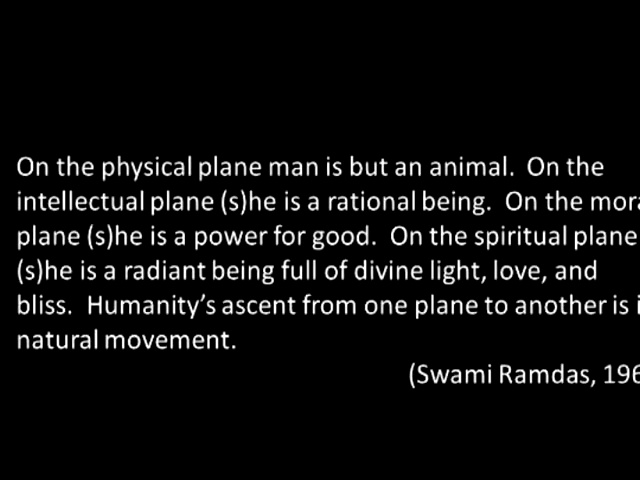 On the physical plane man is but an animal.  On the
intellectual plane (s)he is a rational being.  On the mora
plane (s)he is a power for good.  On the spiritual plane
(s)he is a radiant being full of divine light, love, and
bliss.  Humanity’s ascent from one plane to another is i
natural movement.
(Swami Ramdas, 196